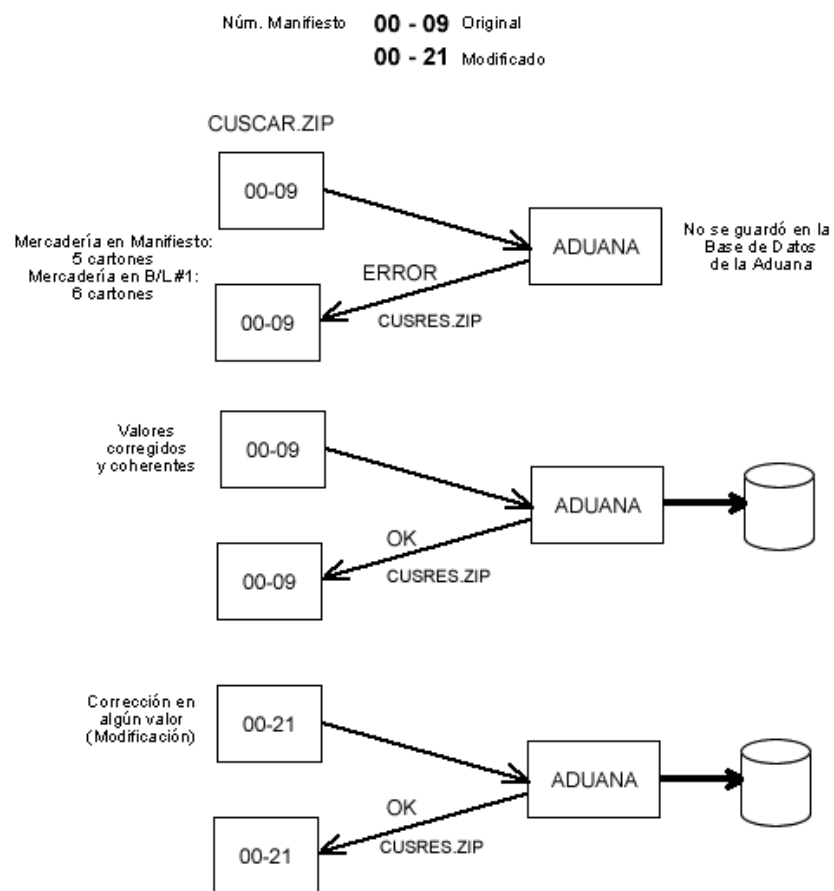 Núm. Manifiesto 00 - 09 Original
00 - 21 Modificado
CUSCAR.ZIP
00-09
ADUANA
No se guardó en la
Base de Datos
de la Aduana
Mercadería en Manifiesto:
5 cartones
Mercadería en B/L#1:
6 cartones
ERROR
CUSRES.ZIP
00-09
Valores
corregidos
y coherentes
00-09
ADUANA
OK
CUSRES.ZIP
00-09
Corrección en
algún valor
(Modificación)
00-21
ADUANA
OK
CUSRES.ZIP
00-21